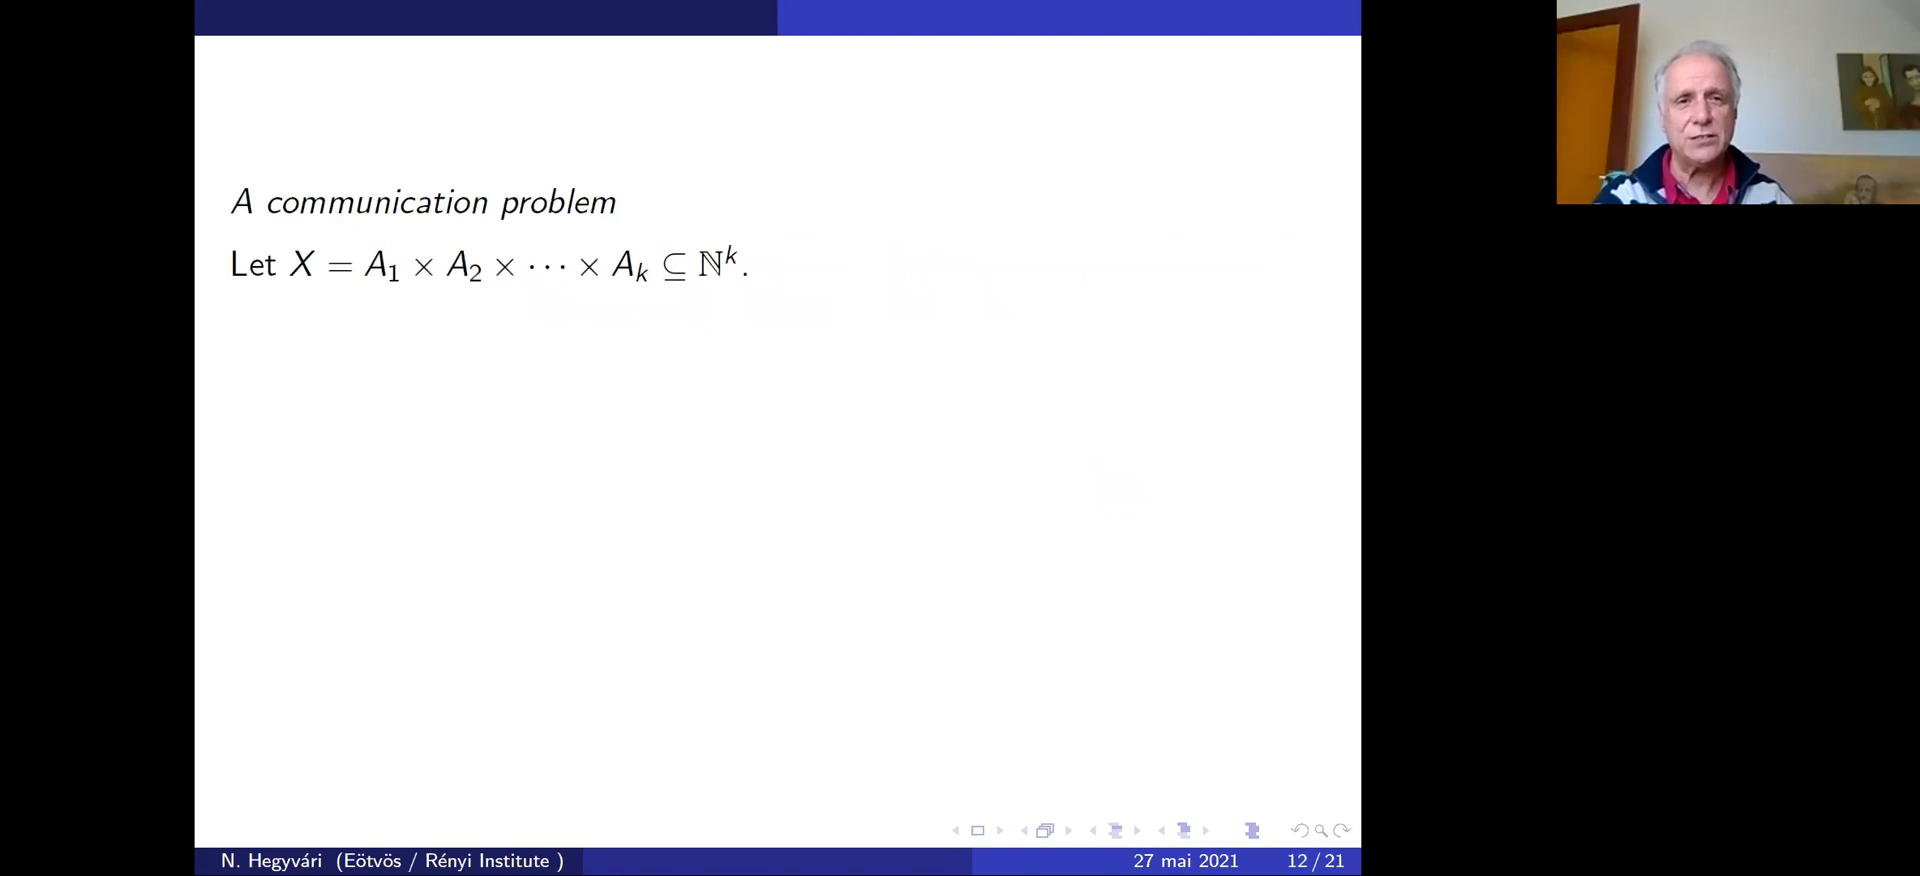 A communication problem
Let X = A₁ × A₂ × ⋯ × Aₖ ⊆ ℕᵏ.
N. Hegyvári (Eötvös / Rényi Institute ) 27 mai 2021 12 / 21